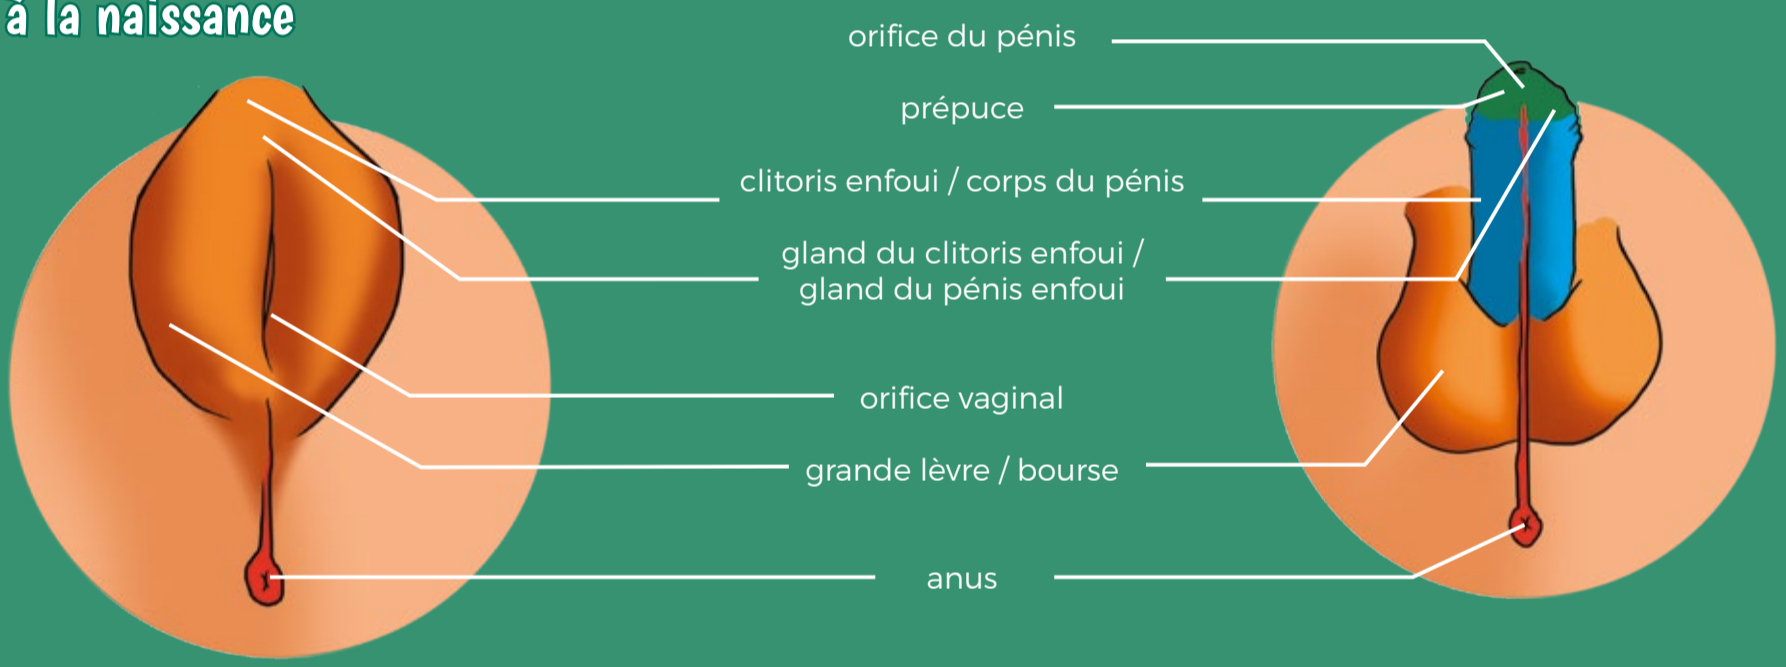 à la naissance
orifice du pénis
prépuce
clitoris enfoui / corps du pénis
gland du clitoris enfoui /
gland du pénis enfoui
orifice vaginal
grande lèvre / bourse
anus